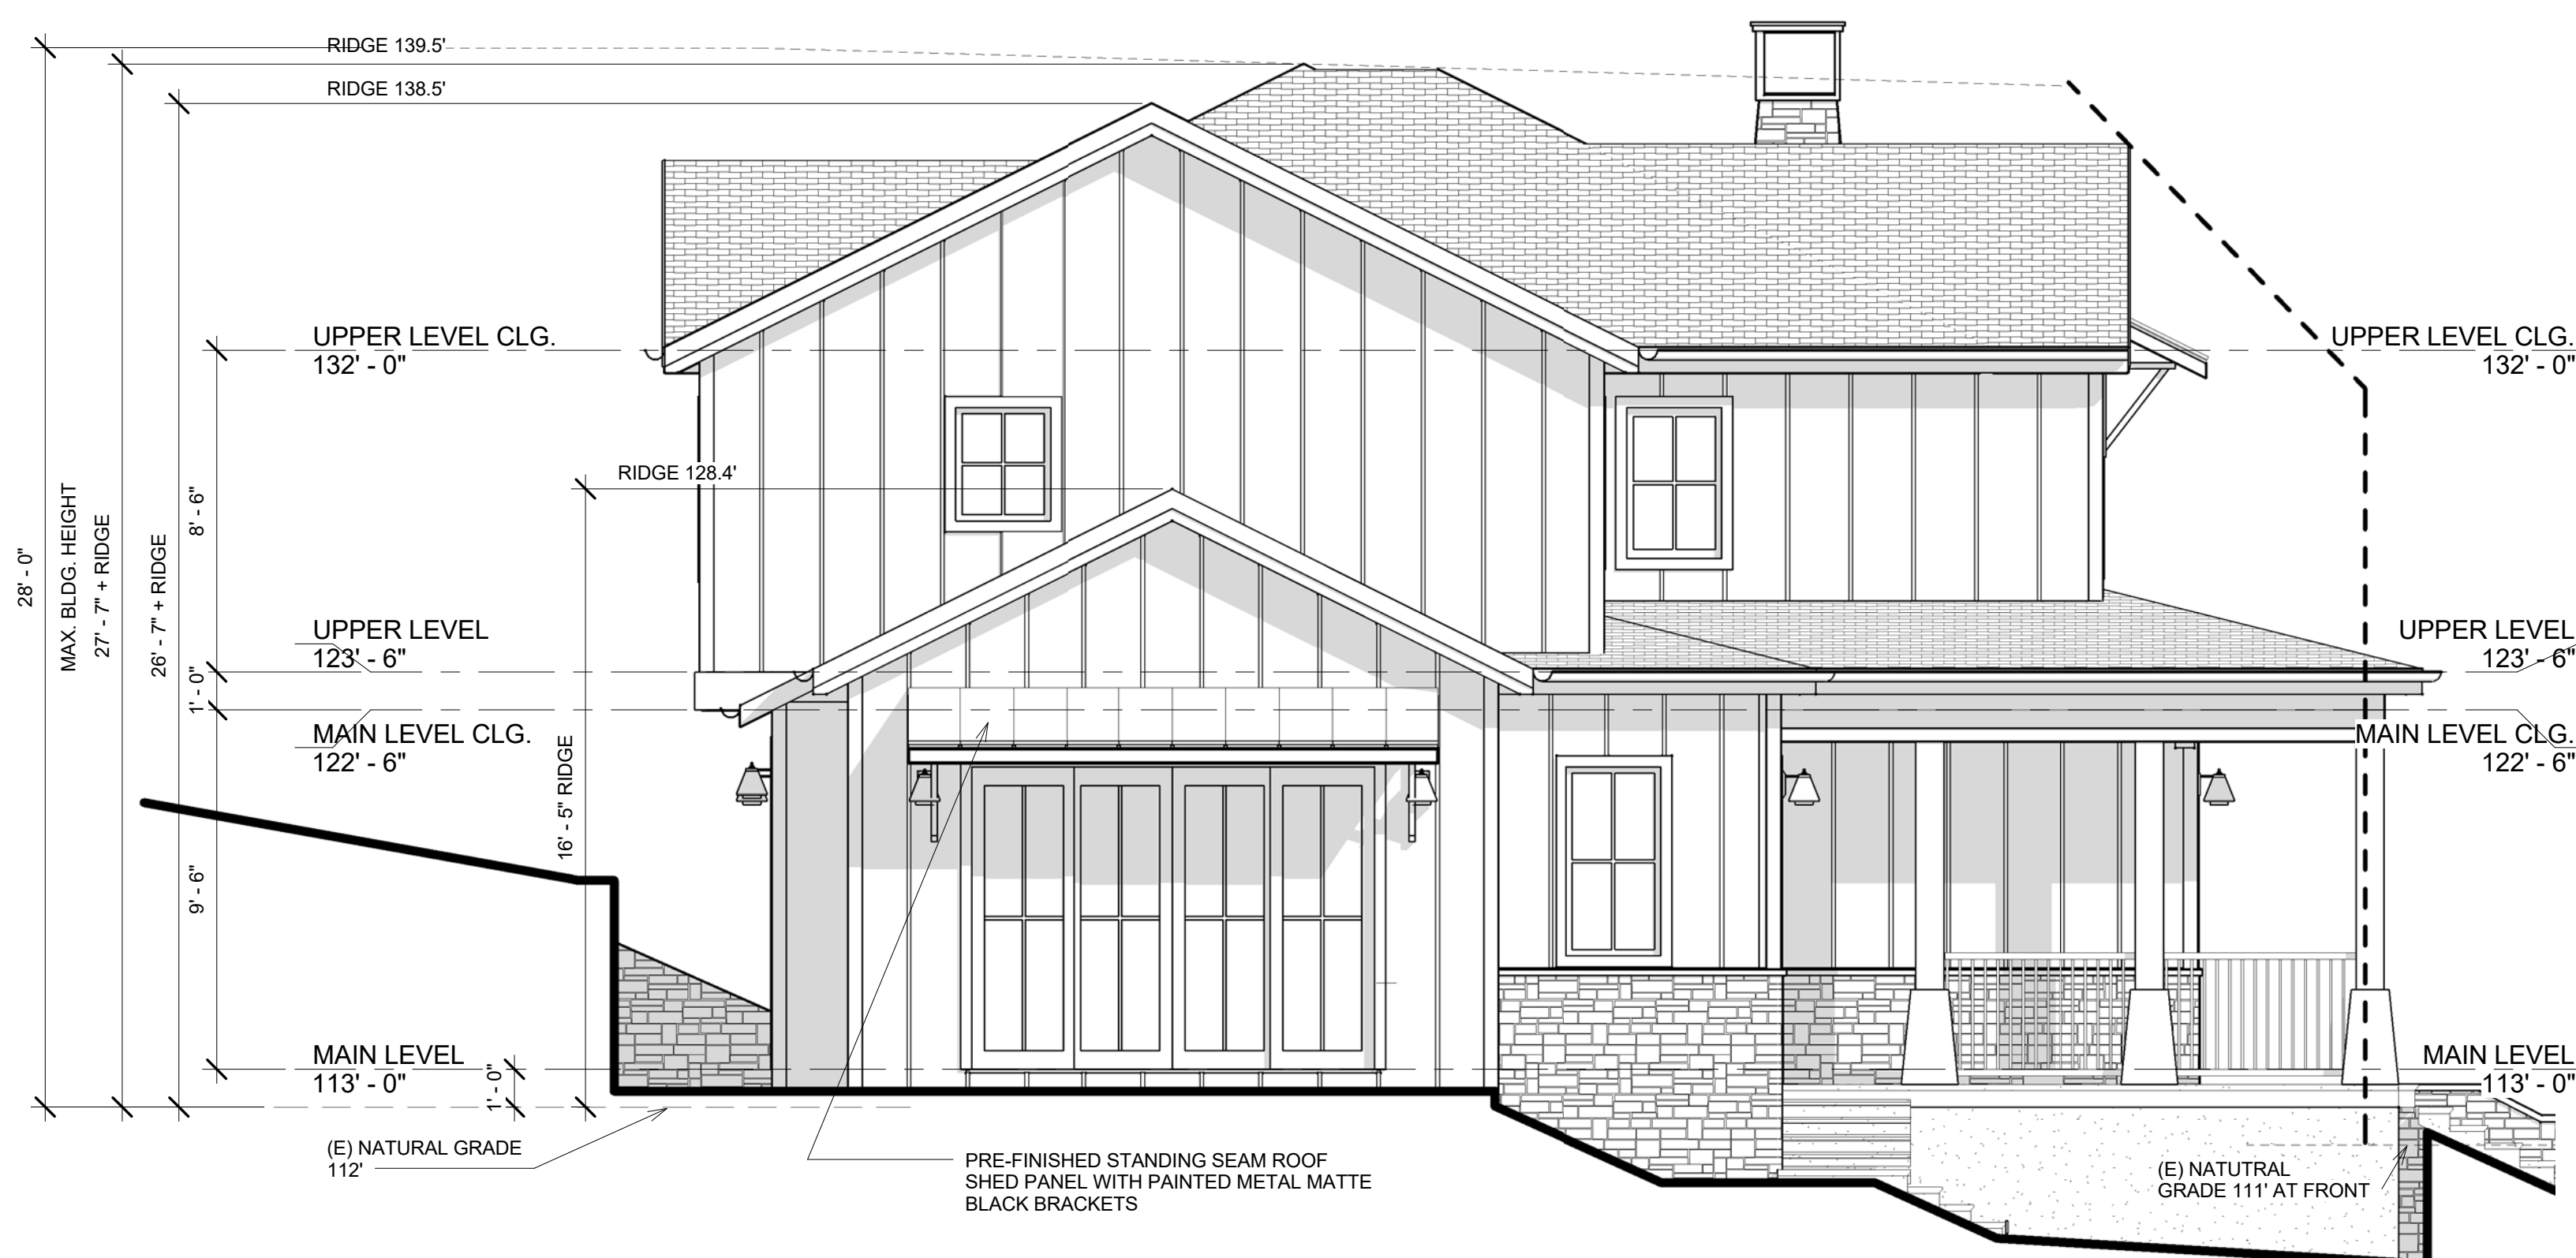 RIDGE 139.5'
RIDGE 138.5'
UPPER LEVEL CLG.
132' - 0"
UPPER LEVEL CLG.
132' - 0"
RIDGE 128.4'
28' - 0"
MAX. BLDG. HEIGHT
27' - 7" + RIDGE
26' - 7" + RIDGE
8' - 6"
UPPER LEVEL
123' - 6"
UPPER LEVEL
123' - 6"
1' - 0"
MAIN LEVEL CLG.
122' - 6"
MAIN LEVEL CLG.
122' - 6"
16' - 5" RIDGE
9' - 6"
MAIN LEVEL
113' - 0"
1' - 0"
MAIN LEVEL
113' - 0"
(E) NATURAL GRADE
112'
PRE-FINISHED STANDING SEAM ROOF
SHED PANEL WITH PAINTED METAL MATTE
BLACK BRACKETS
(E) NATUTRAL
GRADE 111' AT FRONT